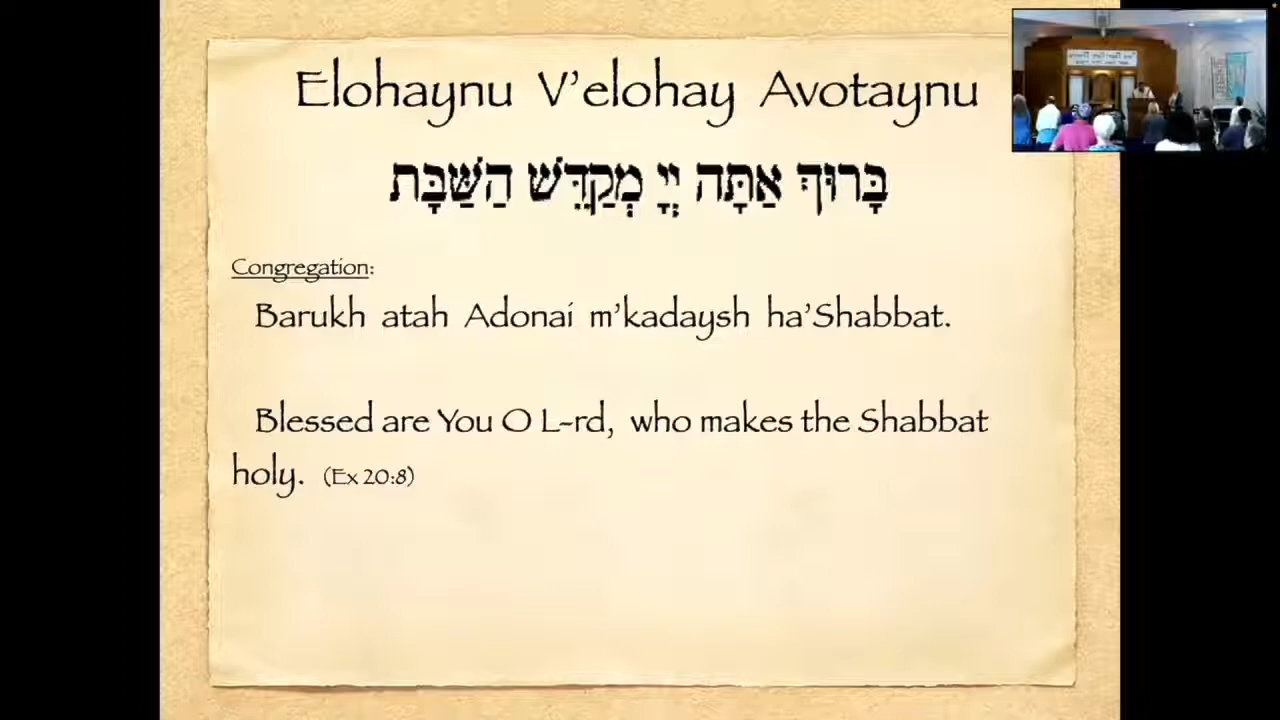 Elohaynu V'elohay Avotaynu
בָּרוּךְ אַתָּה יְיָ מְקַדֵּשׁ הַשַּׁבָּת
Congregation:
Barukh atah Adonai m'kadaysh ha'Shabbat.
Blessed are You O L-rd, who makes the Shabbat
holy. (Ex 20:8)